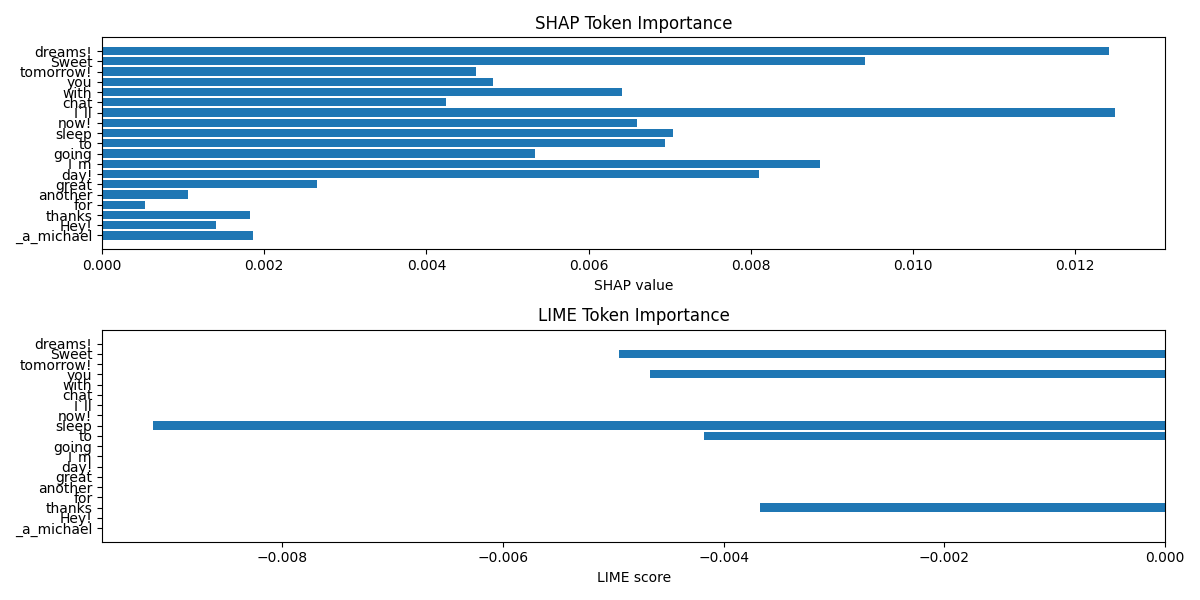 SHAP Token Importance
dreams!
Sweet
tomorrow!
you
with
chat
I´ll
now!
sleep
to
going
I´m
day!
great
another
for
thanks
Hey!
_a_michael
0.000 0.002 0.004 0.006 0.008 0.010 0.012
SHAP value
LIME Token Importance
dreams!
Sweet
tomorrow!
you
with
chat
I´ll
now!
sleep
to
going
I´m
day!
great
another
for
thanks
Hey!
_a_michael
−0.008 −0.006 −0.004 −0.002 0.000
LIME score